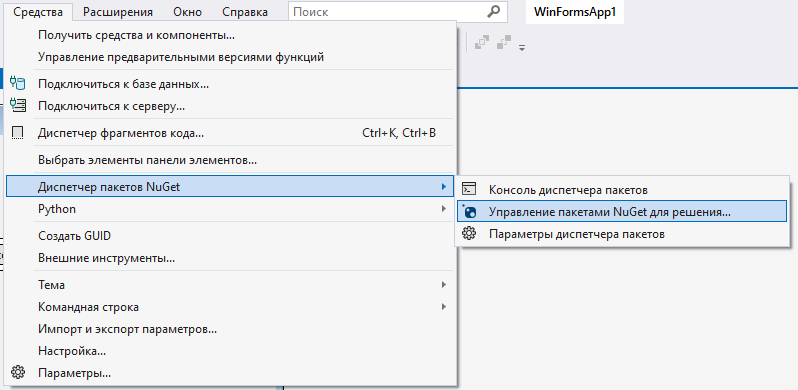 Средства Расширения Окно Справка Поиск WinFormsApp1
Получить средства и компоненты...
Управление предварительными версиями функций
Подключиться к базе данных...
Подключиться к серверу...
Диспетчер фрагментов кода... Ctrl+K, Ctrl+B
Выбрать элементы панели элементов...
Диспетчер пакетов NuGet
Консоль диспетчера пакетов
Python
Управление пакетами NuGet для решения...
Создать GUID
Параметры диспетчера пакетов
Внешние инструменты...
Тема
Командная строка
Импорт и экспорт параметров...
Настройка...
Параметры...